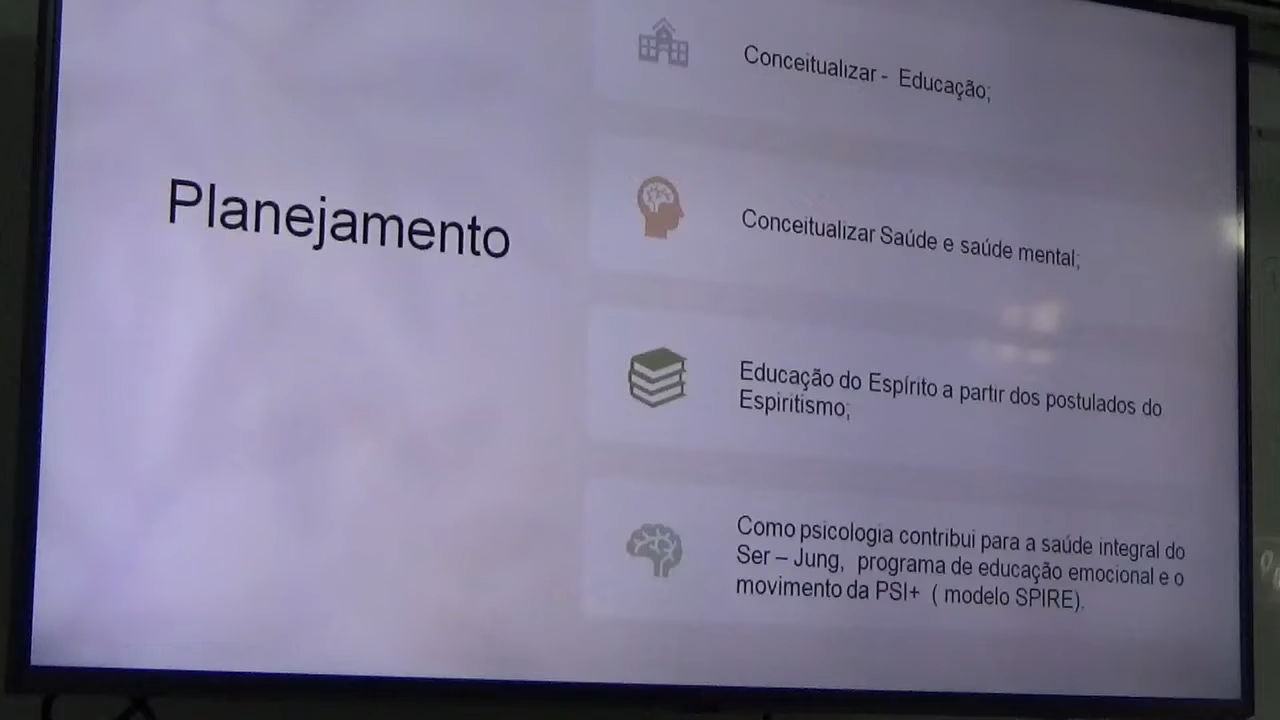 Planejamento
Conceitualizar - Educação;
Conceitualizar Saúde e saúde mental;
Educação do Espírito a partir dos postulados do
Espiritismo;
Como psicologia contribui para a saúde integral do
Ser – Jung, programa de educação emocional e o
movimento da PSI+ ( modelo SPIRE).